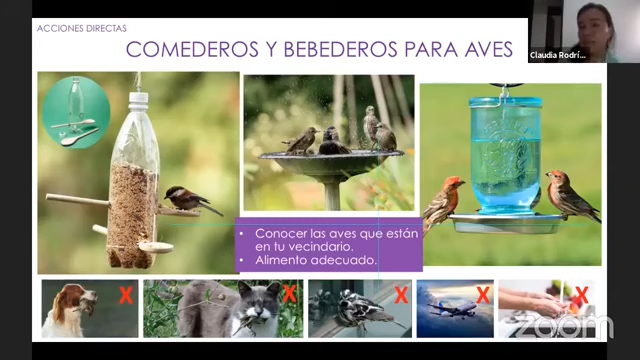 ACCIONES DIRECTAS
COMEDEROS Y BEBEDEROS PARA AVES
Claudia Rodrí...
• Conocer las aves que están
en tu vecindario.
• Alimento adecuado.
X
X
X
X
X
zoom